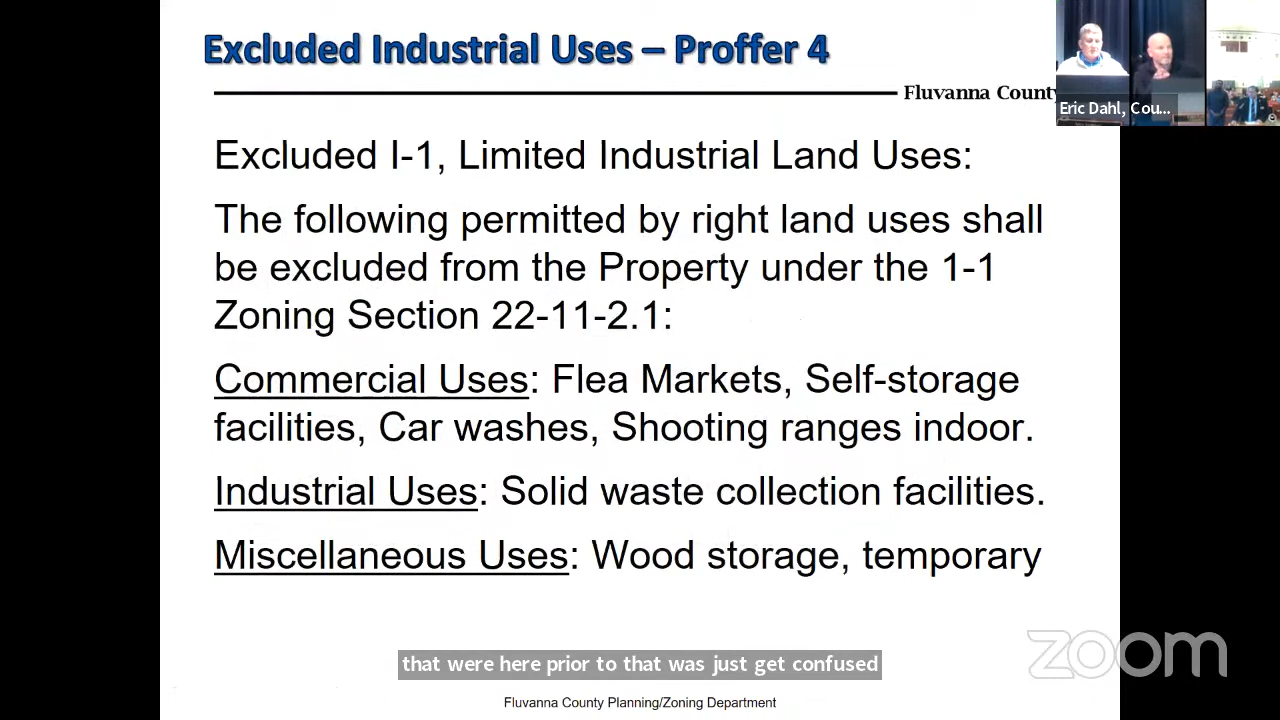 Excluded Industrial Uses – Proffer 4
Fluvanna County
Eric Dahl, Cou...
Excluded I-1, Limited Industrial Land Uses:
The following permitted by right land uses shall
be excluded from the Property under the 1-1
Zoning Section 22-11-2.1:
Commercial Uses: Flea Markets, Self-storage
facilities, Car washes, Shooting ranges indoor.
Industrial Uses: Solid waste collection facilities.
Miscellaneous Uses: Wood storage, temporary
zoom
that were here prior to that was just get confused
Fluvanna County Planning/Zoning Department